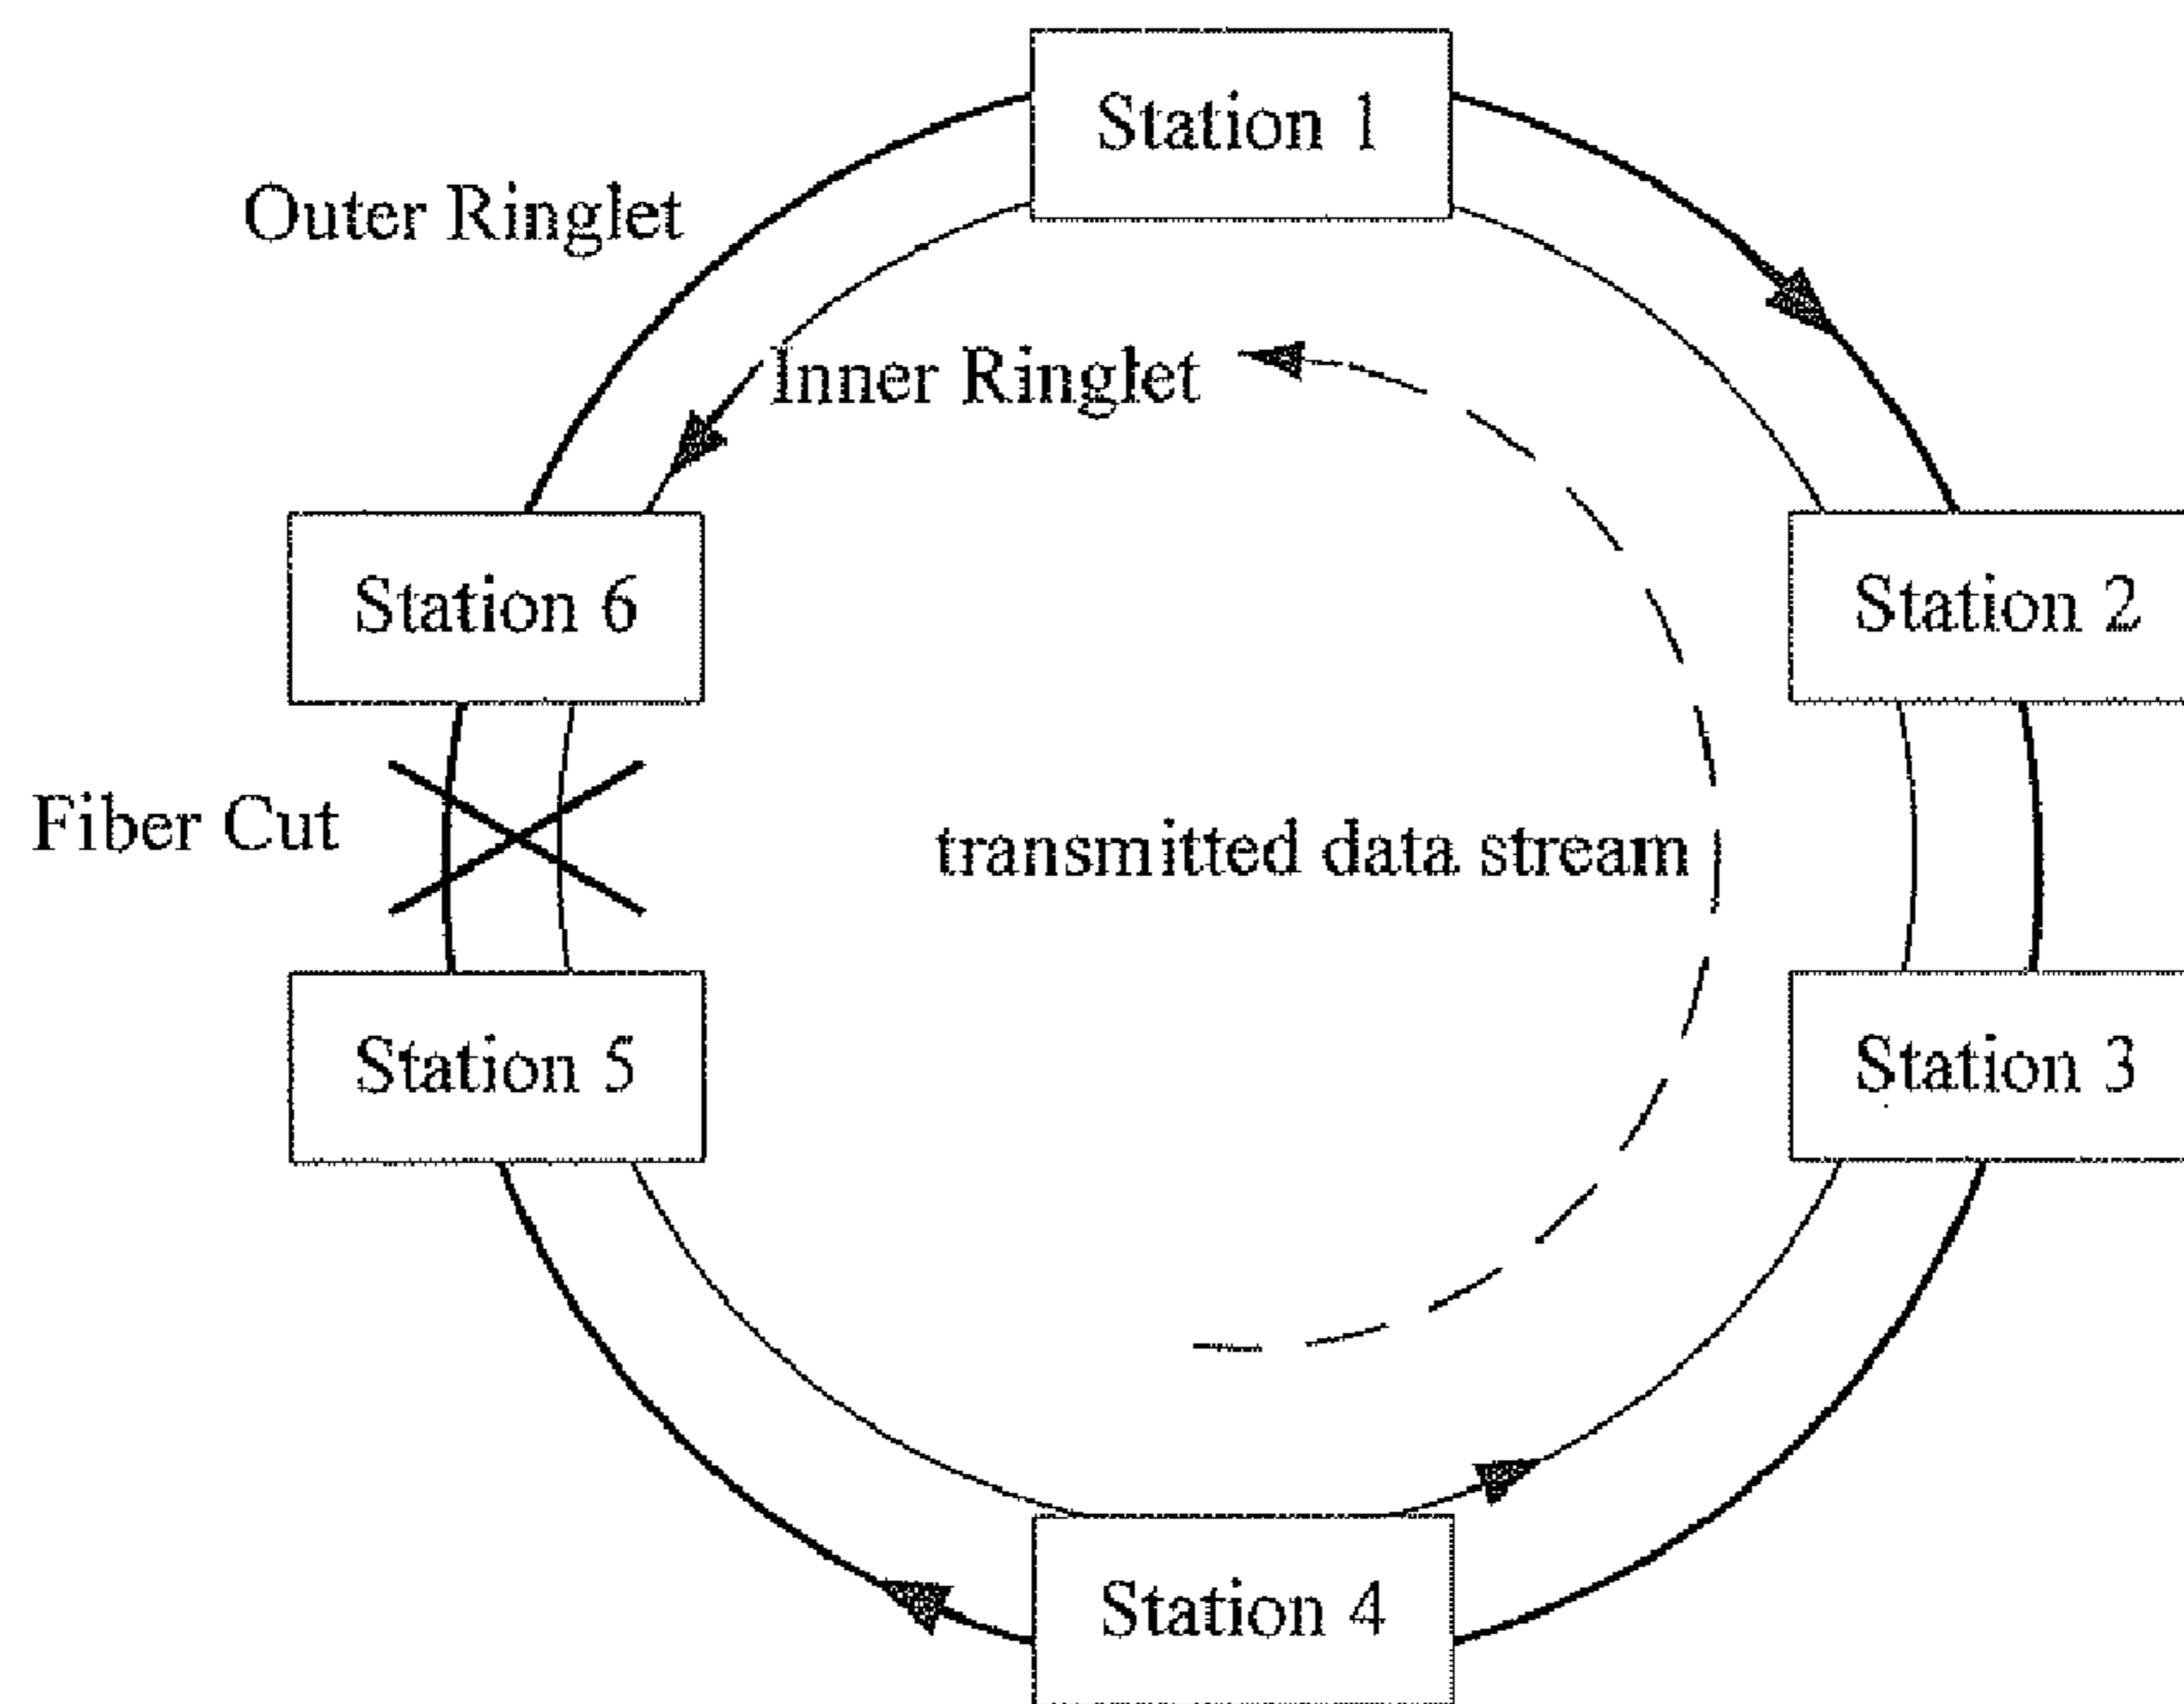 Station 1
Outer Ringlet
Inner Ringlet
Station 6
Station 2
Fiber Cut
transmitted data stream
Station 5
Station 3
Station 4